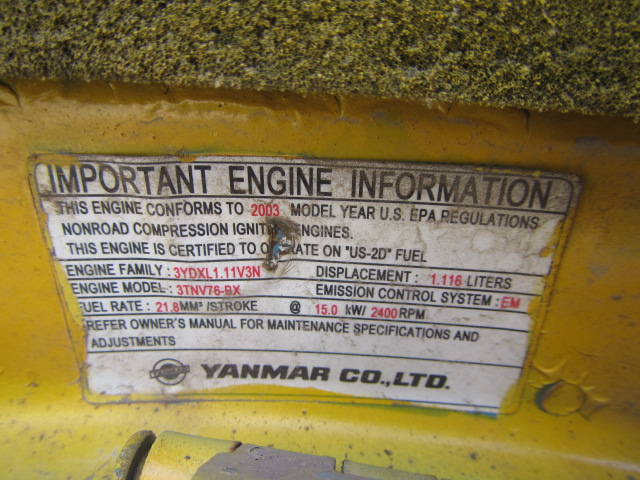 IMPORTANT ENGINE INFORMATION
THIS ENGINE CONFORMS TO 2003 MODEL YEAR U.S. EPA REGULATIONS
NONROAD COMPRESSION ENGINES.
THIS ENGINE IS CERTIFIED TO ON "US-2D" FUEL
ENGINE FAMILY : 3YDXL1.11V3N DISPLACEMENT : 1.116 LITERS
ENGINE MODEL : 3TNV76-BX EMISSION CONTROL SYSTEM : EM
FUEL RATE : 21.8 MM³ /STROKE @ 15.0 kW/ 2400 RPM
REFER OWNER'S MANUAL FOR MAINTENANCE SPECIFICATIONS AND
ADJUSTMENTS
YANMAR CO.,LTD.